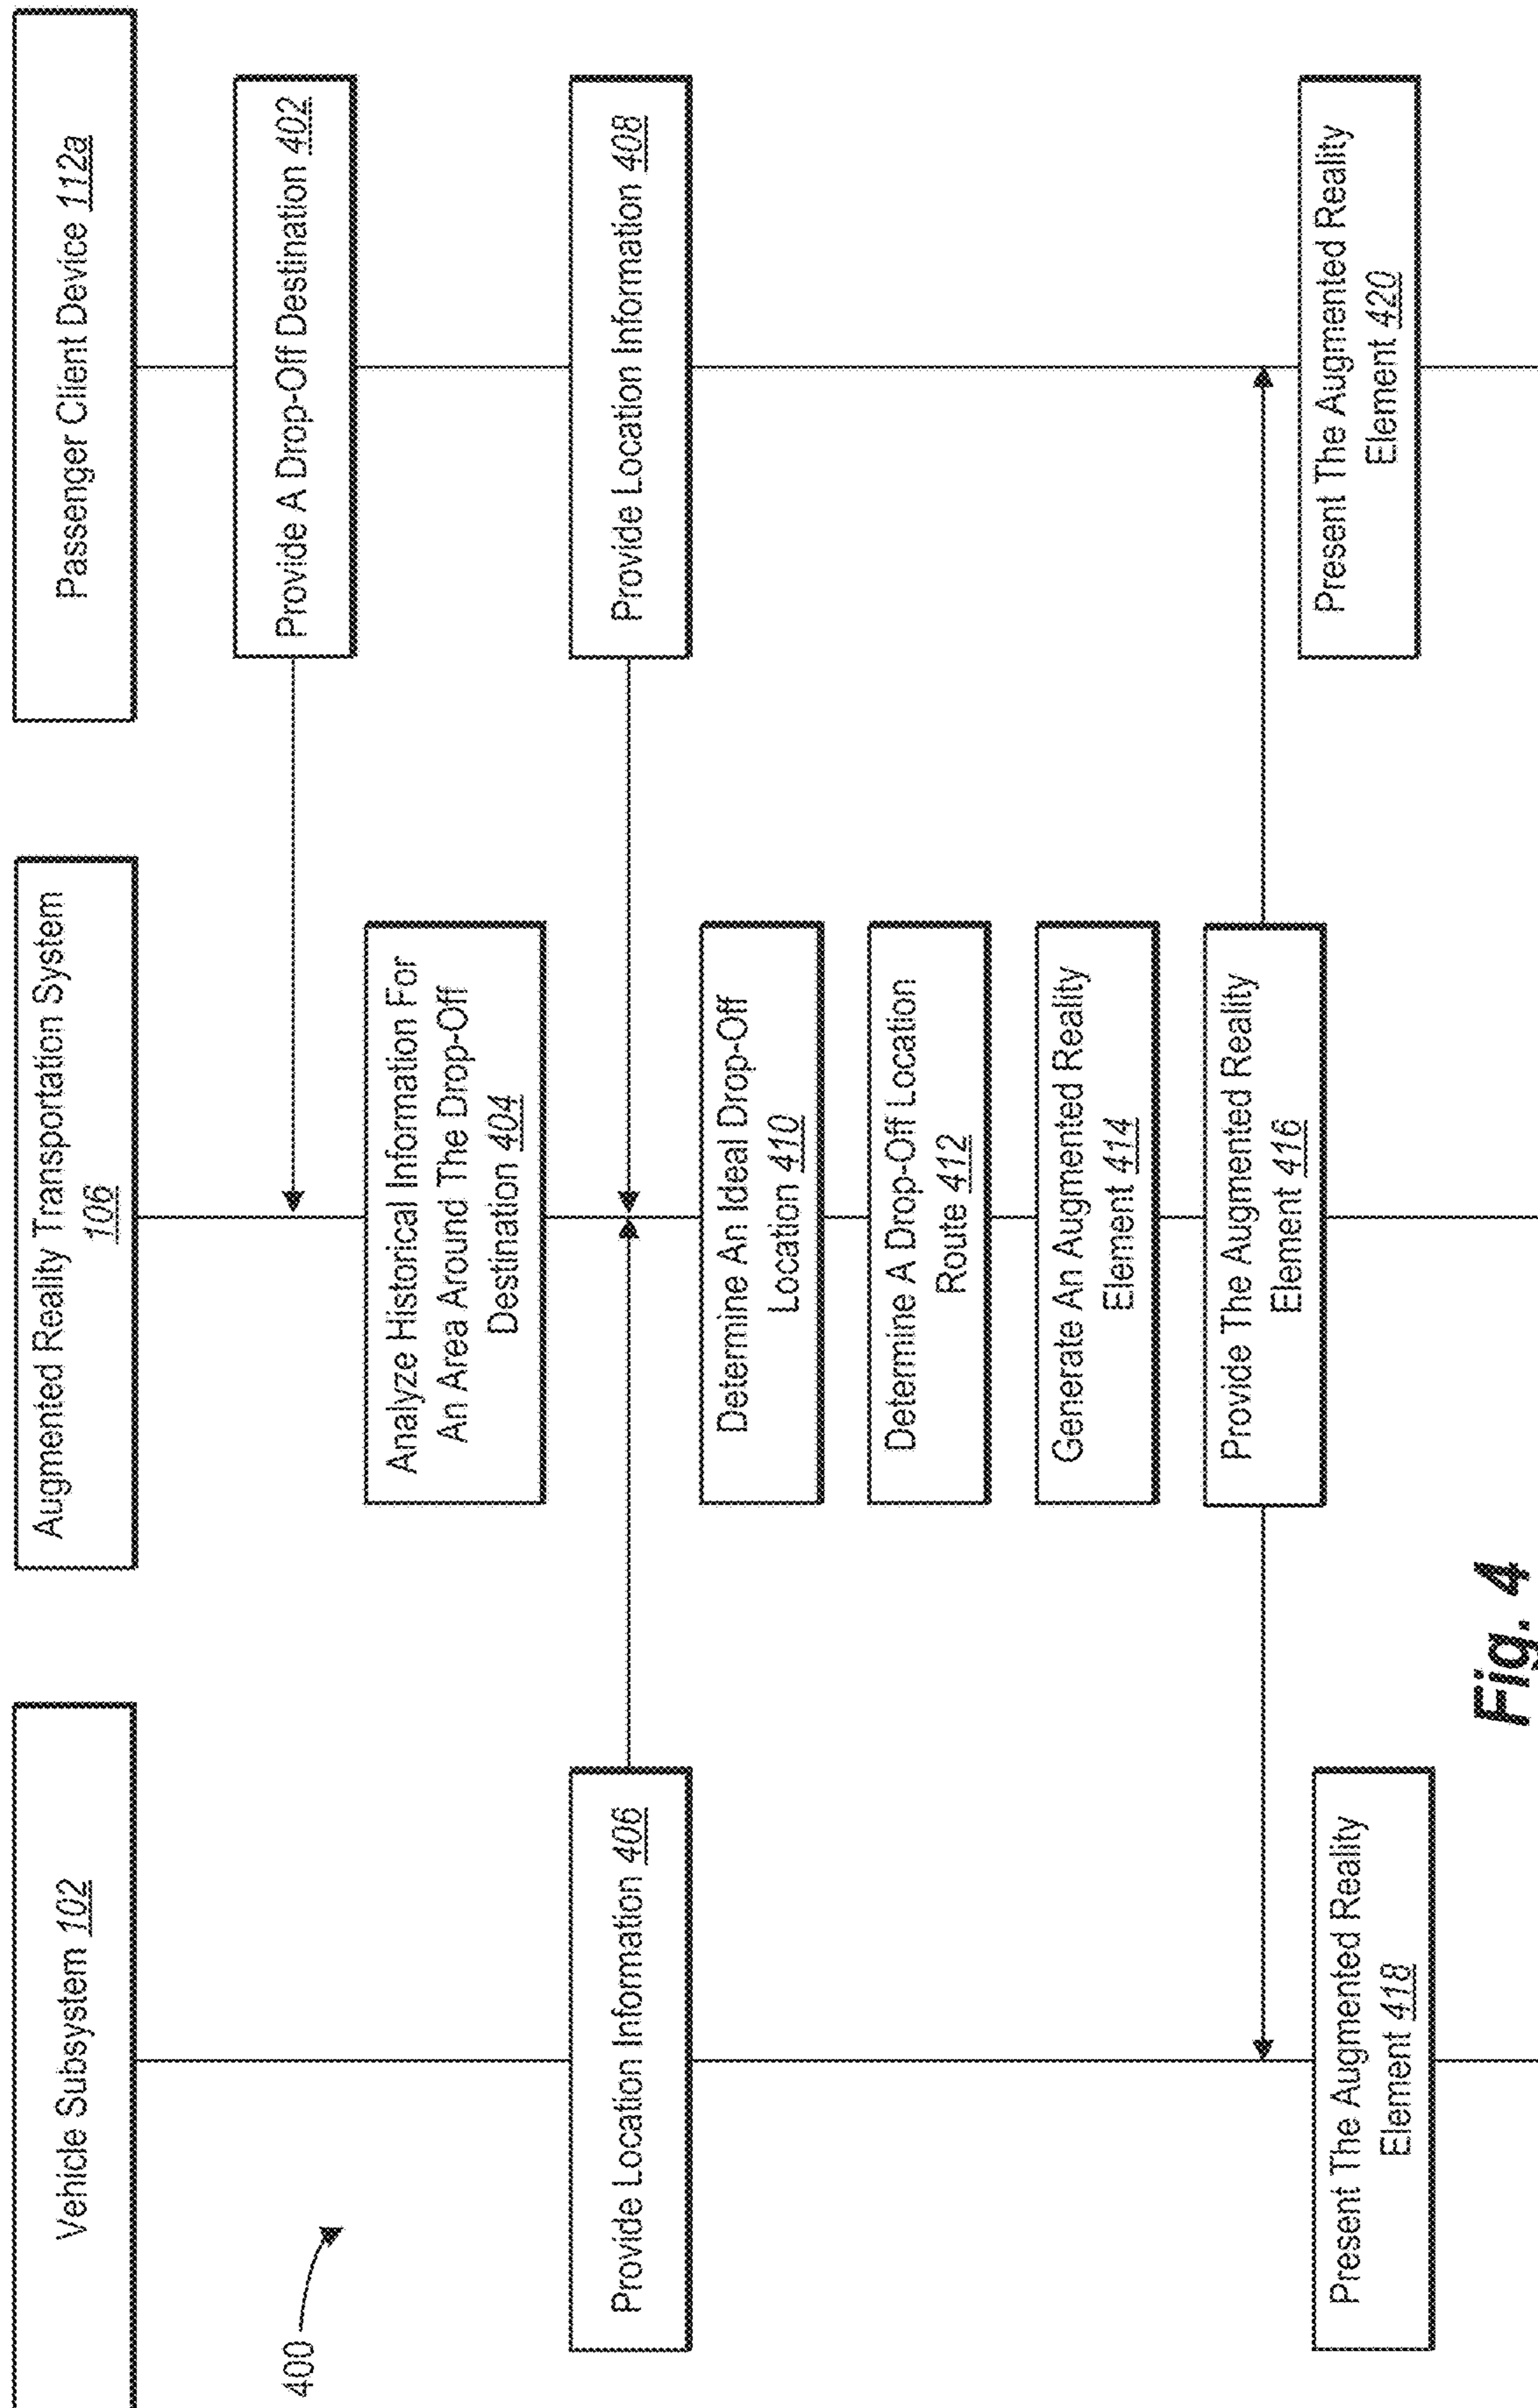 Vehicle Subsystem 102
Augmented Reality Transportation System
106
Passenger Client Device 112a
400
Provide A Drop-Off Destination 402
Analyze Historical Information For
An Area Around The Drop-Off
Destination 404
Provide Location Information 406
Provide Location Information 408
Determine An Ideal Drop-Off
Location 410
Determine A Drop-Off Location
Route 412
Generate An Augmented Reality
Element 414
Provide The Augmented Reality
Element 416
Present The Augmented Reality
Element 418
Present The Augmented Reality
Element 420
Fig. 4